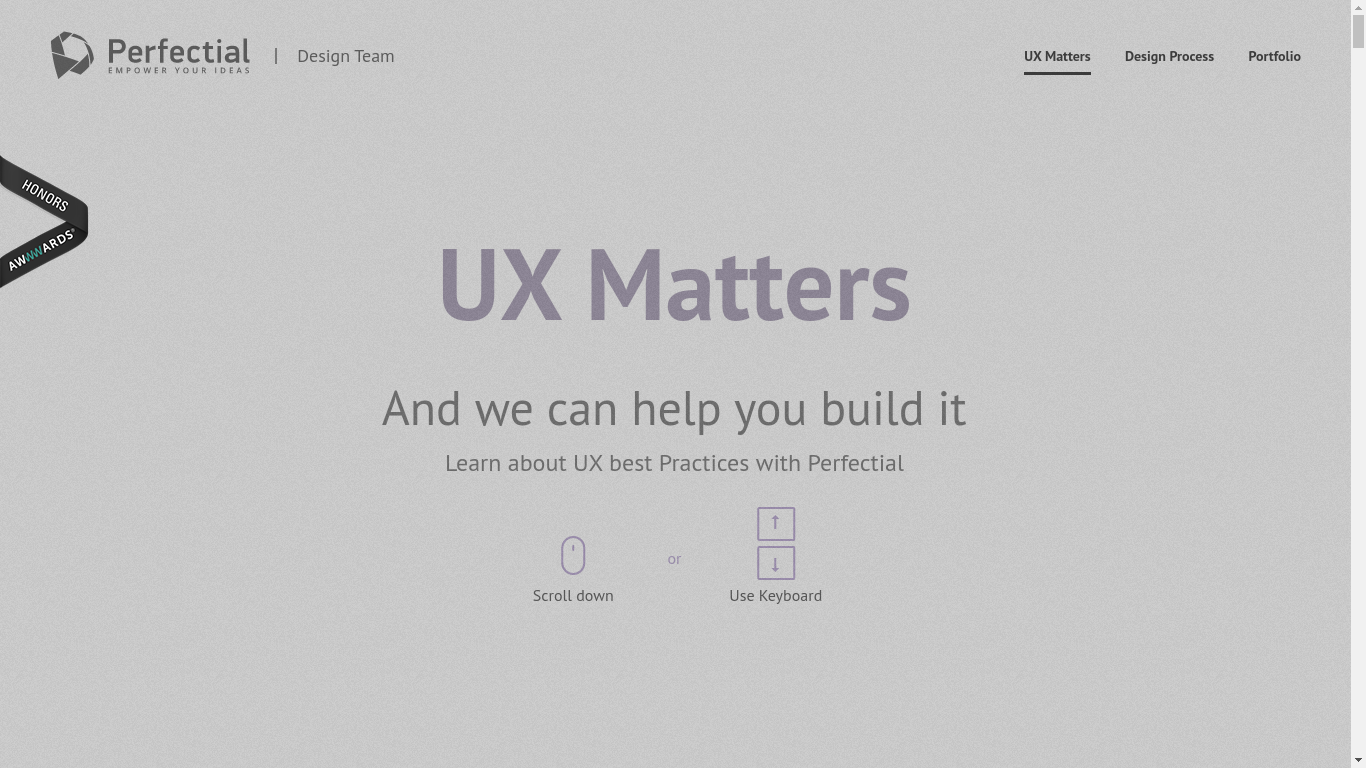 Perfectial
EMPOWER YOUR IDEAS
| Design Team
UX Matters
Design Process
Portfolio
HONORS
AWWWARDS®
UX Matters
And we can help you build it
Learn about UX best Practices with Perfectial
or
Scroll down
Use Keyboard